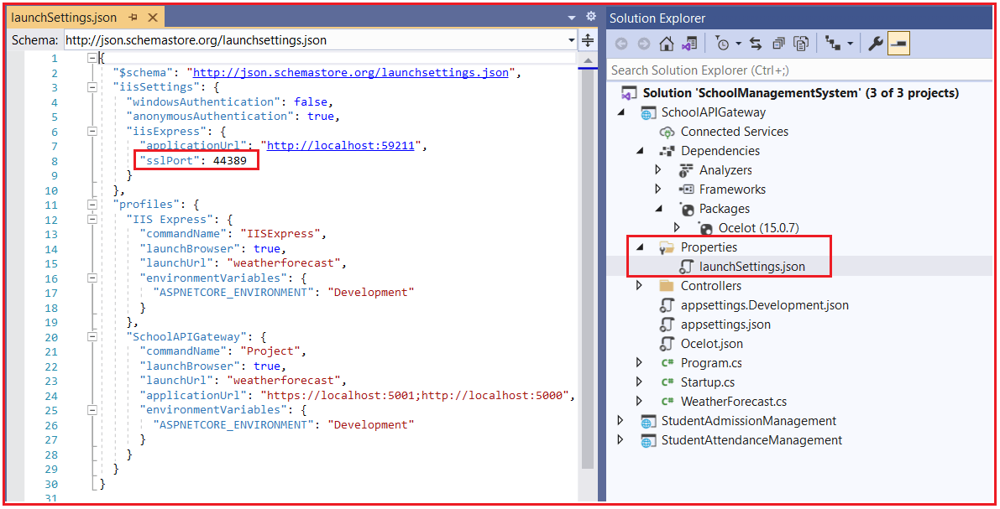 launchSettings.json
Schema: http://json.schemastore.org/launchsettings.json
1 {
2 "$schema": "http://json.schemastore.org/launchsettings.json",
3 "iisSettings": {
4 "windowsAuthentication": false,
5 "anonymousAuthentication": true,
6 "iisExpress": {
7 "applicationUrl": "http://localhost:59211",
8 "sslPort": 44389
9 }
10 },
11 "profiles": {
12 "IIS Express": {
13 "commandName": "IISExpress",
14 "launchBrowser": true,
15 "launchUrl": "weatherforecast",
16 "environmentVariables": {
17 "ASPNETCORE_ENVIRONMENT": "Development"
18 }
19 },
20 "SchoolAPIGateway": {
21 "commandName": "Project",
22 "launchBrowser": true,
23 "launchUrl": "weatherforecast",
24 "applicationUrl": "https://localhost:5001;http://localhost:5000",
25 "environmentVariables": {
26 "ASPNETCORE_ENVIRONMENT": "Development"
27 }
28 }
29 }
30 }
31
Solution Explorer
Search Solution Explorer (Ctrl+;)
Solution 'SchoolManagementSystem' (3 of 3 projects)
SchoolAPIGateway
Connected Services
Dependencies
Analyzers
Frameworks
Packages
Ocelot (15.0.7)
Properties
launchSettings.json
Controllers
appsettings.Development.json
appsettings.json
Ocelot.json
C# Program.cs
C# Startup.cs
C# WeatherForecast.cs
StudentAdmissionManagement
StudentAttendanceManagement